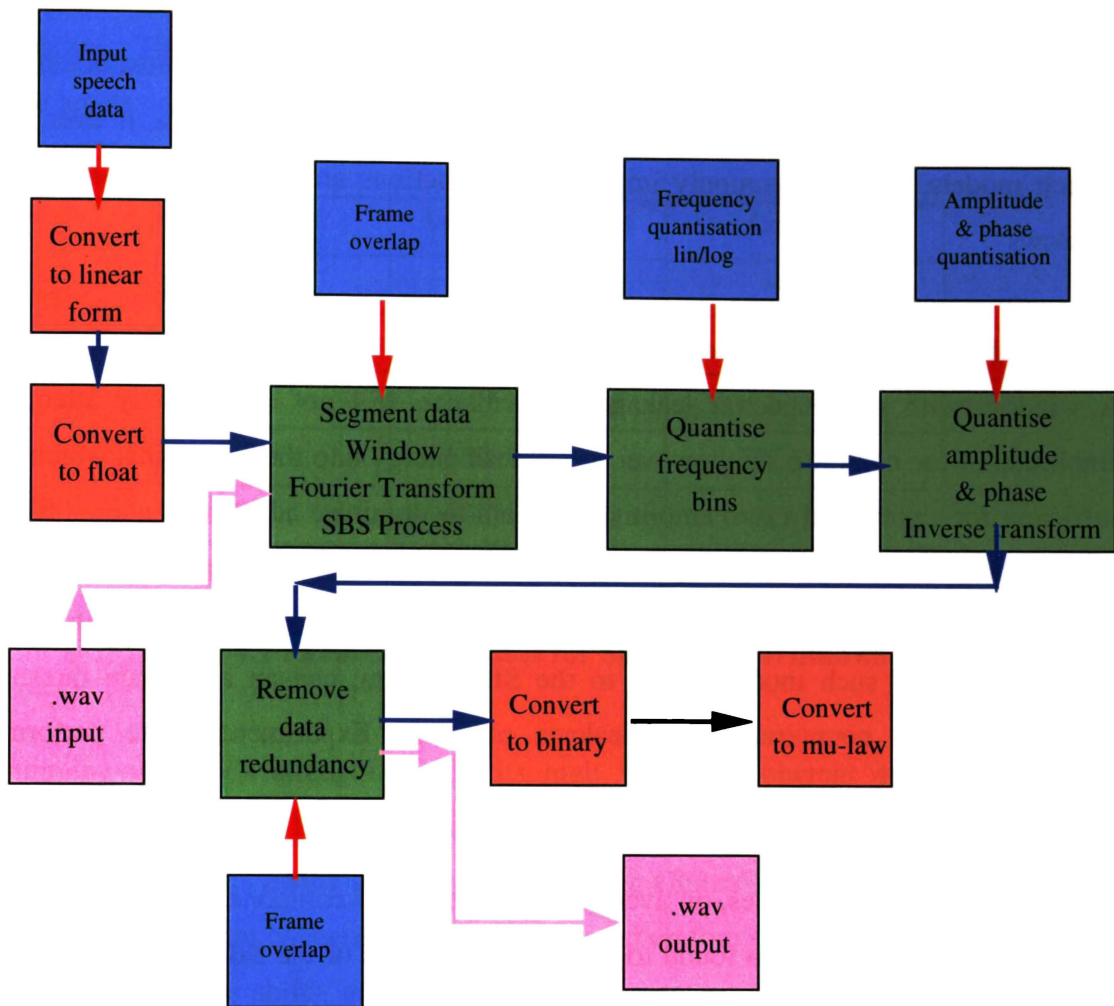 Input
speech
data
Convert
to linear
form
Convert
to float
Frame
overlap
Frequency
quantisation
lin/log
Amplitude
& phase
quantisation
Segment data
Window
Fourier Transform
SBS Process
Quantise
frequency
bins
Quantise
amplitude
& phase
Inverse transform
.wav
input
Remove
data
redundancy
Convert
to binary
Convert
to mu-law
Frame
overlap
.wav
output